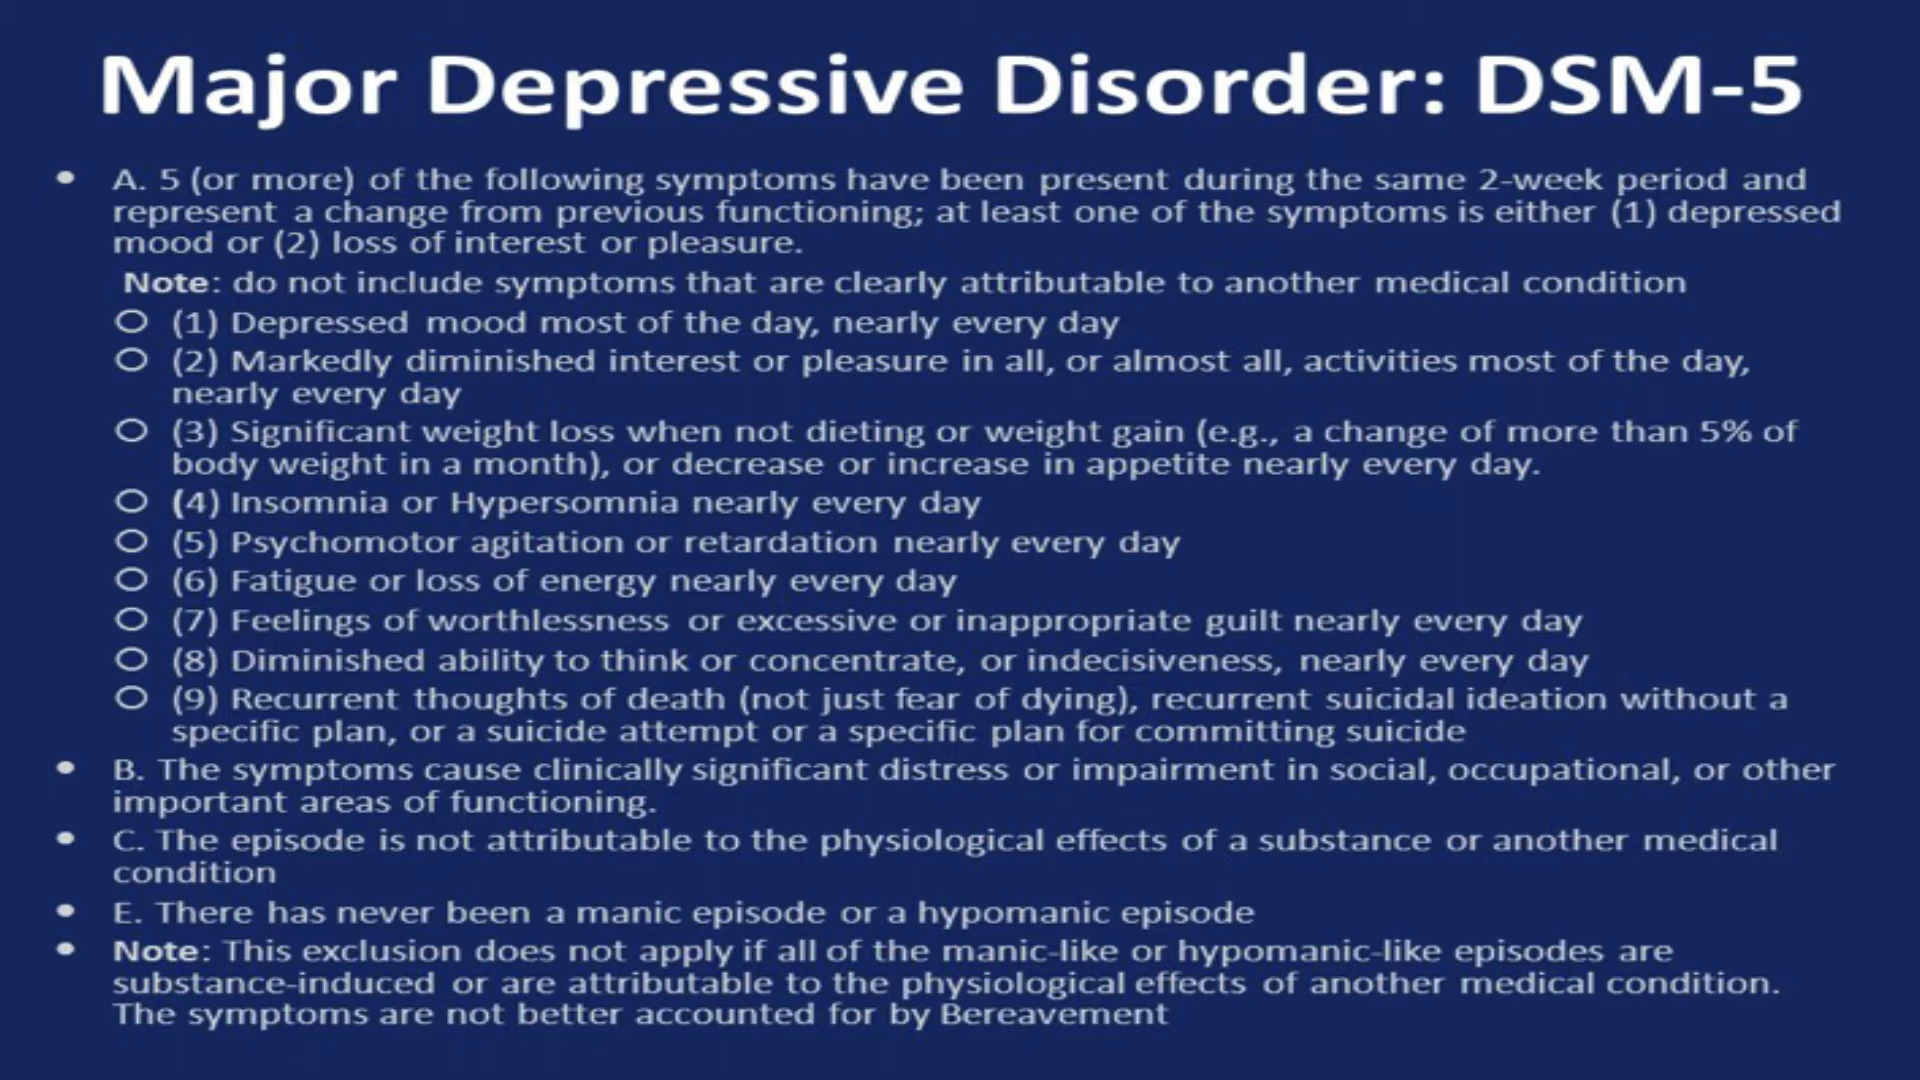 Major Depressive Disorder: DSM-5
• A. 5 (or more) of the following symptoms have been present during the same 2-week period and
represent a change from previous functioning; at least one of the symptoms is either (1) depressed
mood or (2) loss of interest or pleasure.
Note: do not include symptoms that are clearly attributable to another medical condition
O (1) Depressed mood most of the day, nearly every day
O (2) Markedly diminished interest or pleasure in all, or almost all, activities most of the day,
nearly every day
O (3) Significant weight loss when not dieting or weight gain (e.g., a change of more than 5% of
body weight in a month), or decrease or increase in appetite nearly every day.
O (4) Insomnia or Hypersomnia nearly every day
O (5) Psychomotor agitation or retardation nearly every day
O (6) Fatigue or loss of energy nearly every day
O (7) Feelings of worthlessness or excessive or inappropriate guilt nearly every day
O (8) Diminished ability to think or concentrate, or indecisiveness, nearly every day
O (9) Recurrent thoughts of death (not just fear of dying), recurrent suicidal ideation without a
specific plan, or a suicide attempt or a specific plan for committing suicide
• B. The symptoms cause clinically significant distress or impairment in social, occupational, or other
important areas of functioning.
• C. The episode is not attributable to the physiological effects of a substance or another medical
condition
• E. There has never been a manic episode or a hypomanic episode
• Note: This exclusion does not apply if all of the manic-like or hypomanic-like episodes are
substance-induced or are attributable to the physiological effects of another medical condition.
The symptoms are not better accounted for by Bereavement